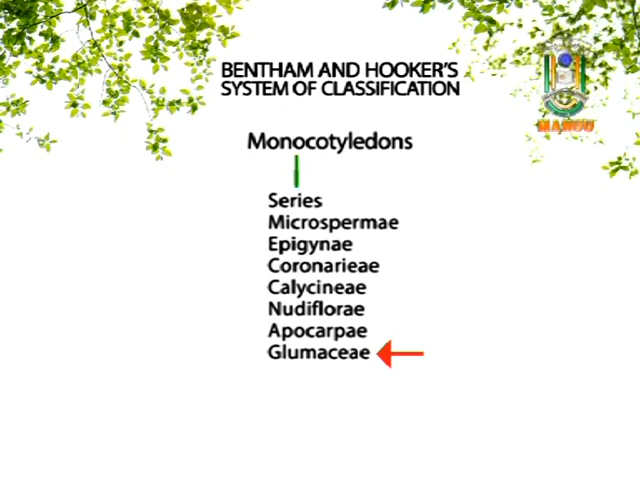 BENTHAM AND HOOKER'S
SYSTEM OF CLASSIFICATION
MANUU
Monocotyledons
Series
Microspermae
Epigynae
Coronarieae
Calycineae
Nudiflorae
Apocarpae
Glumaceae